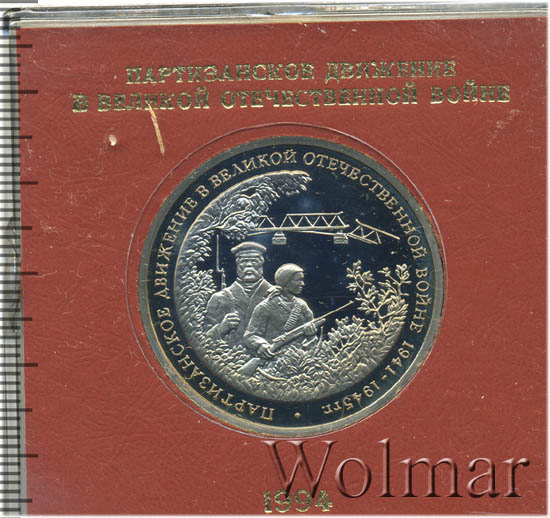 ПАРТИЗАНСКОЕ ДВИЖЕНИЕ
В ВЕЛИКОЙ ОТЕЧЕСТВЕННОЙ ВОЙНЕ
ПАРТИЗАНСКОЕ ДВИЖЕНИЕ В ВЕЛИКОЙ ОТЕЧЕСТВЕННОЙ ВОЙНЕ 1941-1945гг. •
1994
Wolmar